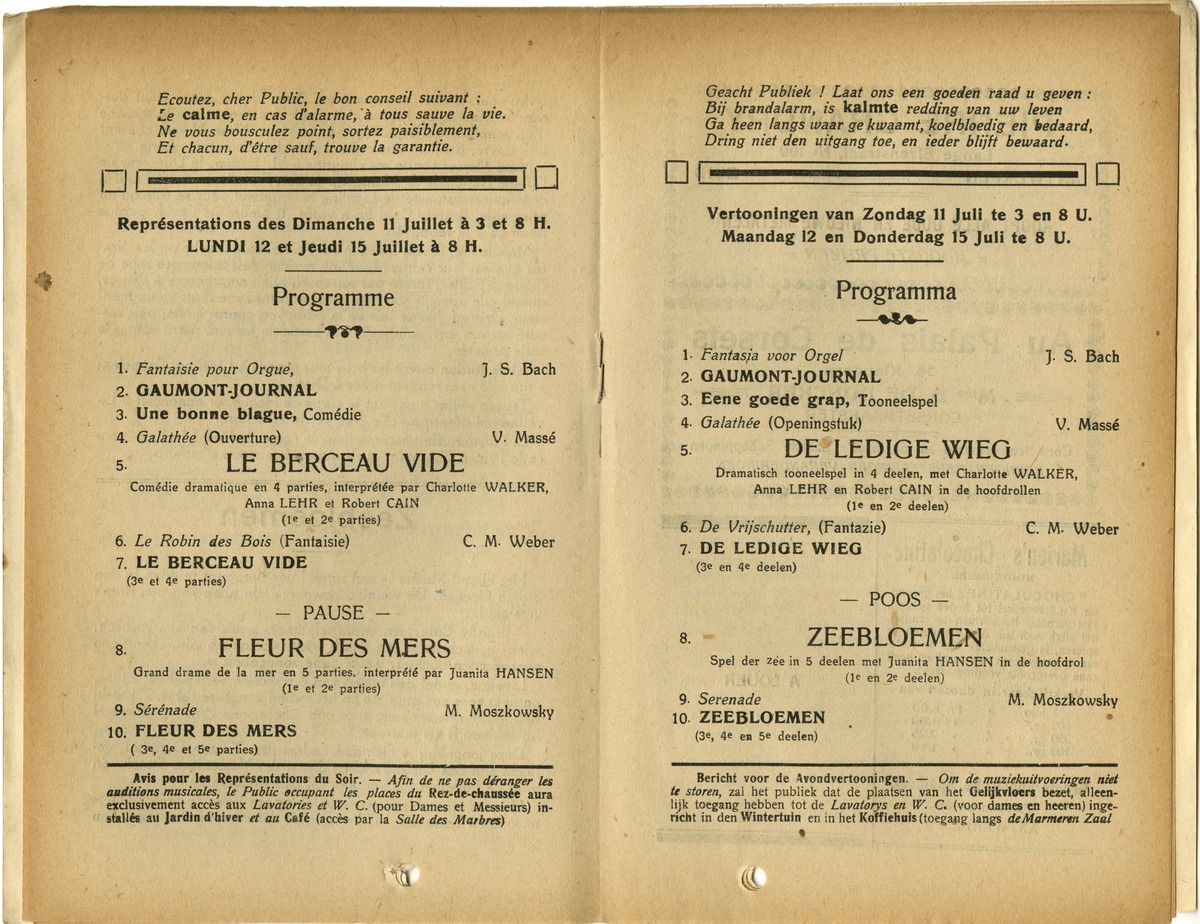 Ecoutez, cher Public, le bon conseil suivant :
Le calme, en cas d'alarme, à tous sauve la vie.
Ne vous bousculez point, sortez paisiblement,
Et chacun, d'être sauf, trouve la garantie.
Représentations des Dimanche 11 Juillet à 3 et 8 H.
LUNDI 12 et Jeudi 15 Juillet à 8 H.
Programme
1. Fantaisie pour Orgue, J. S. Bach
2. GAUMONT-JOURNAL
3. Une bonne blague, Comédie
4. Galathée (Ouverture) V. Massé
5. LE BERCEAU VIDE
Comédie dramatique en 4 parties, interprétée par Charlotte WALKER,
Anna LEHR et Robert CAIN
(1e et 2e parties)
6. Le Robin des Bois (Fantaisie) C. M. Weber
7. LE BERCEAU VIDE
(3e et 4e parties)
— PAUSE —
8. FLEUR DES MERS
Grand drame de la mer en 5 parties, interprété par Juanita HANSEN
(1e et 2e parties)
9. Sérénade M. Moszkowsky
10. FLEUR DES MERS
( 3e, 4e et 5e parties)
Avis pour les Représentations du Soir. — Afin de ne pas déranger les
auditions musicales, le Public occupant les places du Rez-de-chaussée aura
exclusivement accès aux Lavatories et W. C. (pour Dames et Messieurs) in-
stallés au Jardin d'hiver et au Café (accès par la Salle des Marbres)
Geacht Publiek ! Laat ons een goeden raad u geven :
Bij brandalarm, is kalmte redding van uw leven
Ga heen langs waar ge kwaamt, koelbloedig en bedaard,
Dring niet den uitgang toe, en ieder blijft bewaard.
Vertooningen van Zondag 11 Juli te 3 en 8 U.
Maandag 12 en Donderdag 15 Juli te 8 U.
Programma
1. Fantasia voor Orgel J. S. Bach
2. GAUMONT-JOURNAL
3. Eene goede grap, Tooneelspel
4. Galathée (Openingstuk) V. Massé
5. DE LEDIGE WIEG
Dramatisch tooneelspel in 4 deelen, met Charlotte WALKER,
Anna LEHR en Robert CAIN in de hoofdrollen
(1e en 2e deelen)
6. De Vrijschutter, (Fantazie) C. M. Weber
7. DE LEDIGE WIEG
(3e en 4e deelen)
— POOS —
8. ZEEBLOEMEN
Spel der zee in 5 deelen met Juanita HANSEN in de hoofdrol
(1e en 2e deelen)
9. Serenade M. Moszkowsky
10. ZEEBLOEMEN
(3e, 4e en 5e deelen)
Bericht voor de Avondvertooningen. — Om de muziekuitvoeringen niet
te storen, zal het publiek dat de plaatsen van het Gelijkvloers bezet, alleen-
lijk toegang hebben tot de Lavatorys en W. C. (voor dames en heeren) inge-
richt in den Wintertuin en in het Koffiehuis (toegang langs de Marmeren Zaal